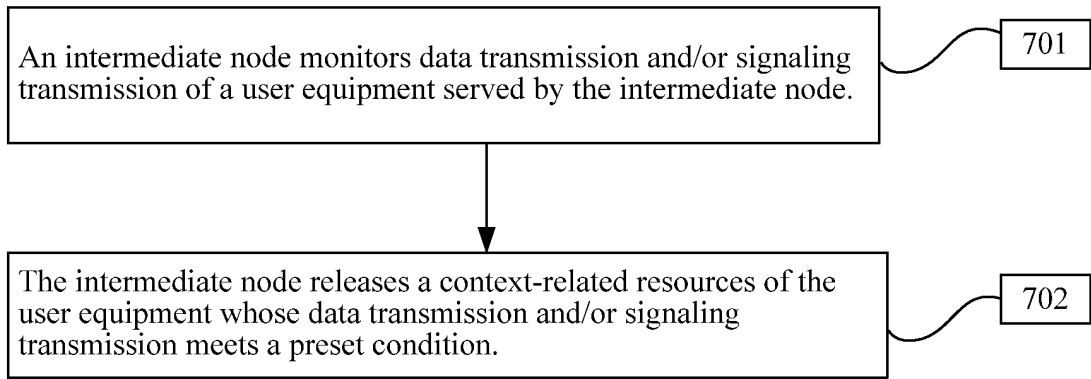 An intermediate node monitors data transmission and/or signaling
transmission of a user equipment served by the intermediate node.
701
The intermediate node releases a context-related resources of the
user equipment whose data transmission and/or signaling
transmission meets a preset condition.
702